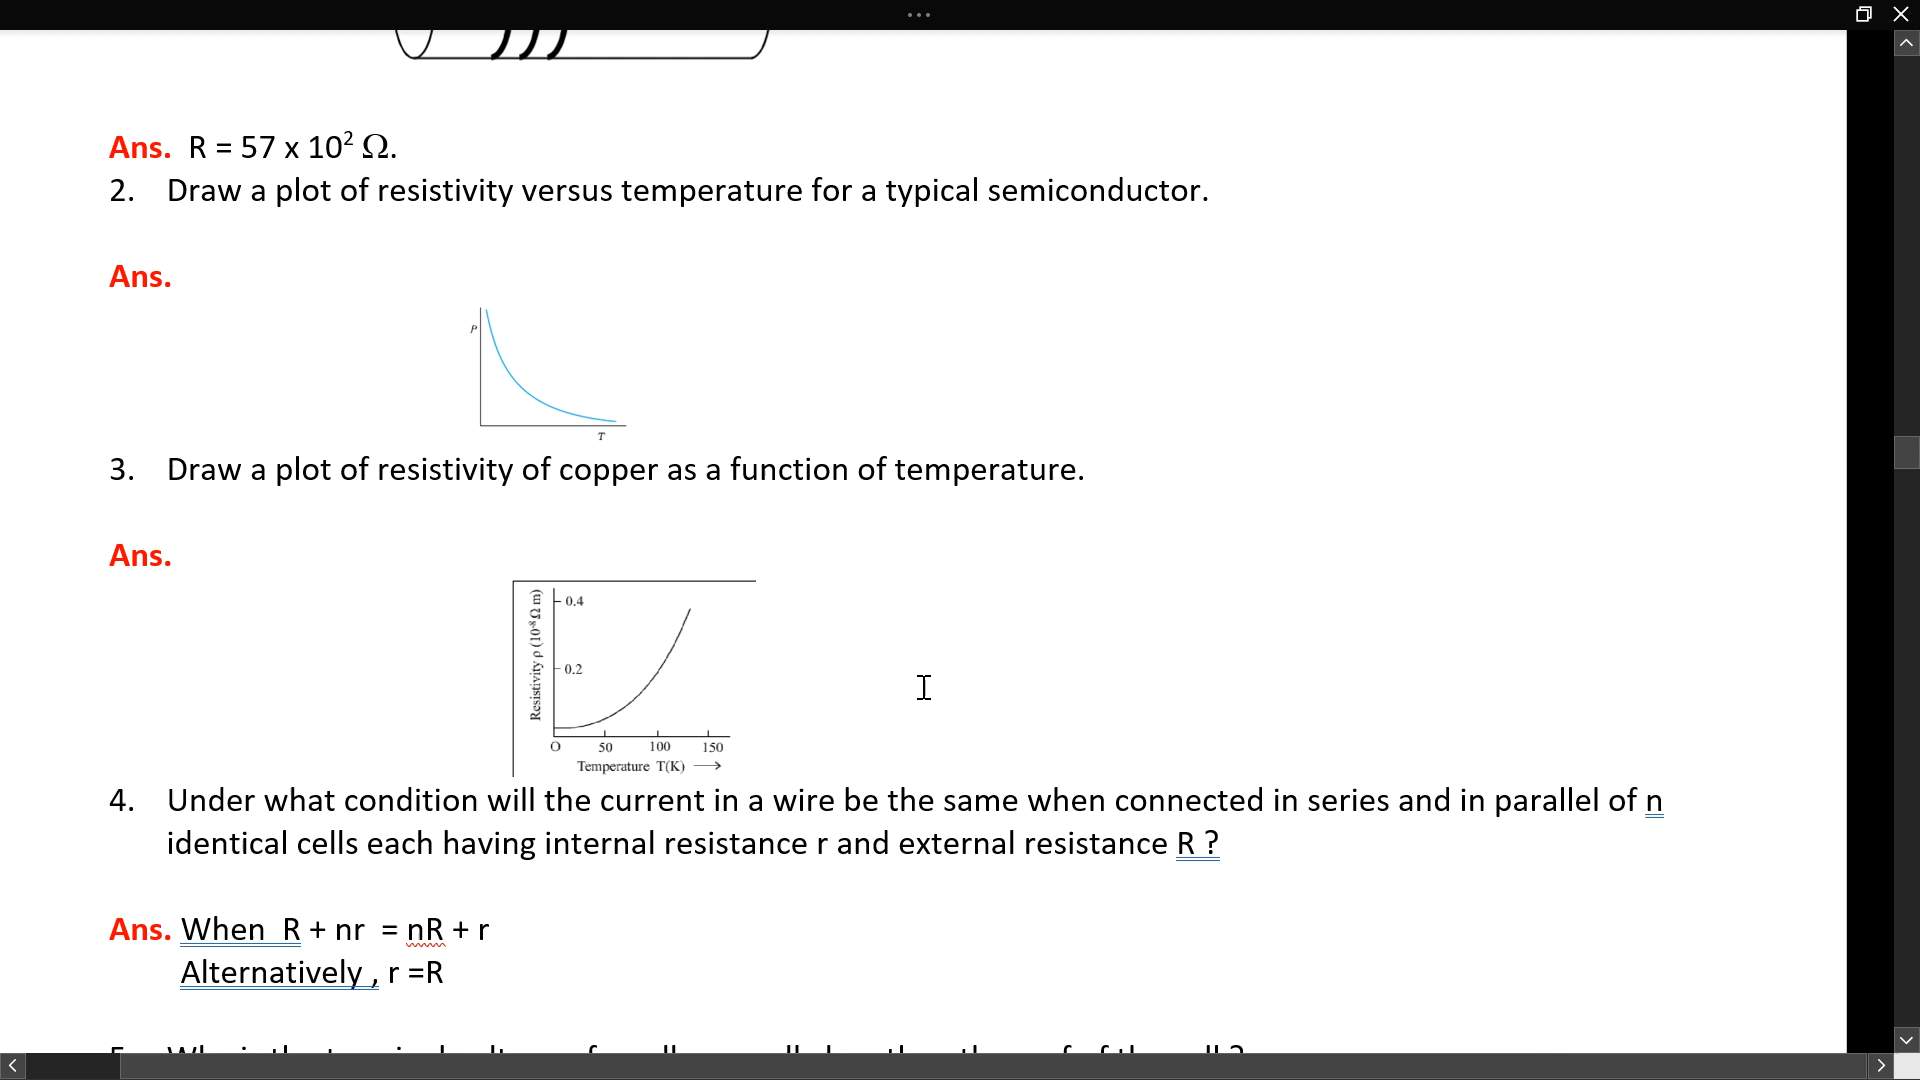 Ans. R = 57 x 10² Ω.
2. Draw a plot of resistivity versus temperature for a typical semiconductor.
Ans.
ρ
T
3. Draw a plot of resistivity of copper as a function of temperature.
Ans.
Resistivity ρ (10⁻⁸ Ω m)
0.4
0.2
O 50 100 150
Temperature T(K)
4. Under what condition will the current in a wire be the same when connected in series and in parallel of n
identical cells each having internal resistance r and external resistance R ?
Ans. When R + nr = nR + r
Alternatively , r =R